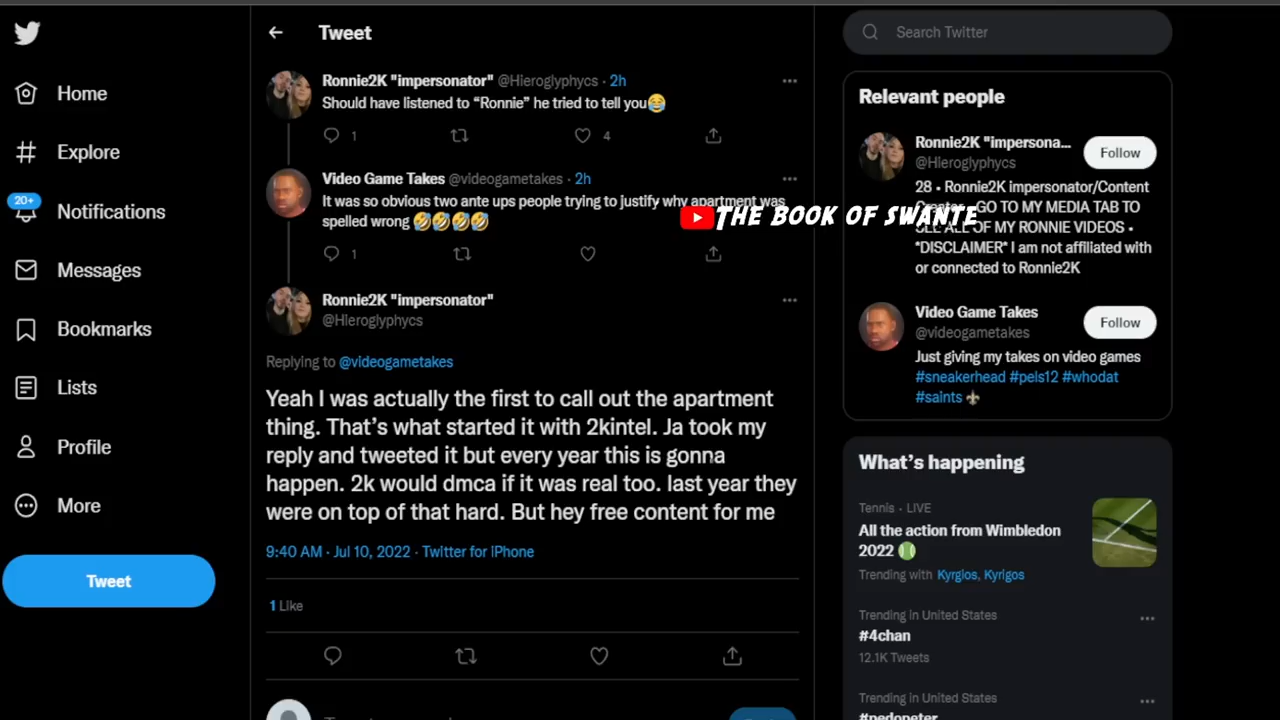 Home
Explore
20+
Notifications
Messages
Bookmarks
Lists
Profile
More
Tweet
Tweet
Ronnie2K "impersonator" @Hieroglyphycs · 2h
Should have listened to “Ronnie” he tried to tell you😂
1
4
Video Game Takes @videogametakes · 2h
It was so obvious two ante ups people trying to justify why apartment was
spelled wrong 🤣🤣🤣🤣
1
THE BOOK OF SWANTE
Ronnie2K "impersonator"
@Hieroglyphycs
Replying to @videogametakes
Yeah I was actually the first to call out the apartment
thing. That’s what started it with 2kintel. Ja took my
reply and tweeted it but every year this is gonna
happen. 2k would dmca if it was real too. last year they
were on top of that hard. But hey free content for me
9:40 AM · Jul 10, 2022 · Twitter for iPhone
1 Like
Search Twitter
Relevant people
Ronnie2K "impersona...
@Hieroglyphycs
Follow
28 • Ronnie2K impersonator/Content
GO TO MY MEDIA TAB TO
ALL OF MY RONNIE VIDEOS •
*DISCLAIMER* I am not affiliated with
or connected to Ronnie2K
Video Game Takes
@videogametakes
Follow
Just giving my takes on video games
#sneakerhead #pels12 #whodat
#saints ⚜️
What’s happening
Tennis · LIVE
All the action from Wimbledon
2022 🎾
Trending with Kyrgios, Kyrigos
Trending in United States
#4chan
12.1K Tweets
Trending in United States
#pedopeter